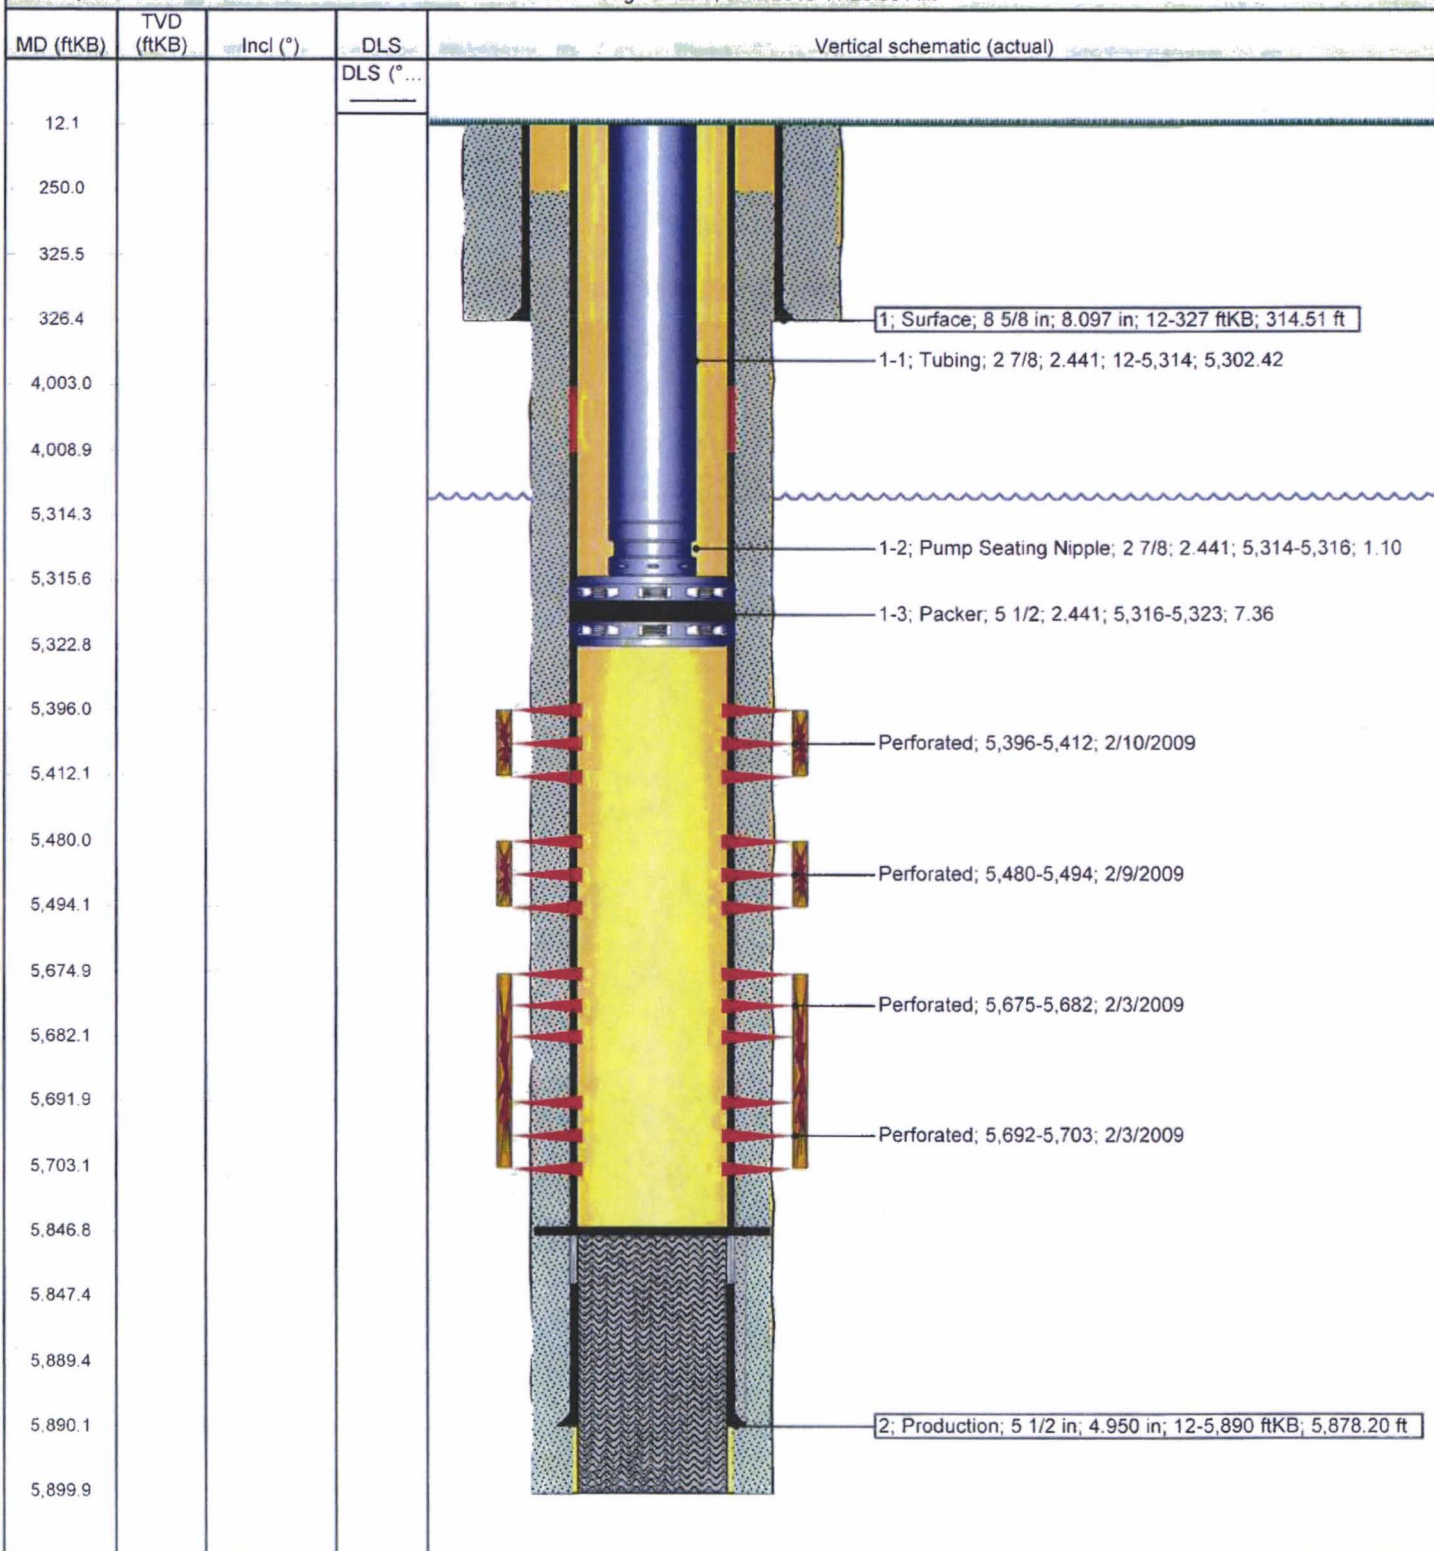 MD (ftKB)
TVD
(ftKB)
Incl (°)
DLS
Vertical schematic (actual)
DLS (°...
12.1
250.0
325.5
326.4
1; Surface; 8 5/8 in; 8.097 in; 12-327 ftKB; 314.51 ft
1-1; Tubing; 2 7/8; 2.441; 12-5,314; 5,302.42
4,003.0
4,008.9
5,314.3
1-2; Pump Seating Nipple; 2 7/8; 2.441; 5,314-5,316; 1.10
5,315.6
1-3; Packer; 5 1/2; 2.441; 5,316-5,323; 7.36
5,322.8
5,396.0
Perforated; 5,396-5,412; 2/10/2009
5,412.1
5,480.0
Perforated; 5,480-5,494; 2/9/2009
5,494.1
5,674.9
Perforated; 5,675-5,682; 2/3/2009
5,682.1
5,691.9
Perforated; 5,692-5,703; 2/3/2009
5,703.1
5,846.8
5,847.4
5,889.4
5,890.1
2; Production; 5 1/2 in; 4.950 in; 12-5,890 ftKB; 5,878.20 ft
5,899.9